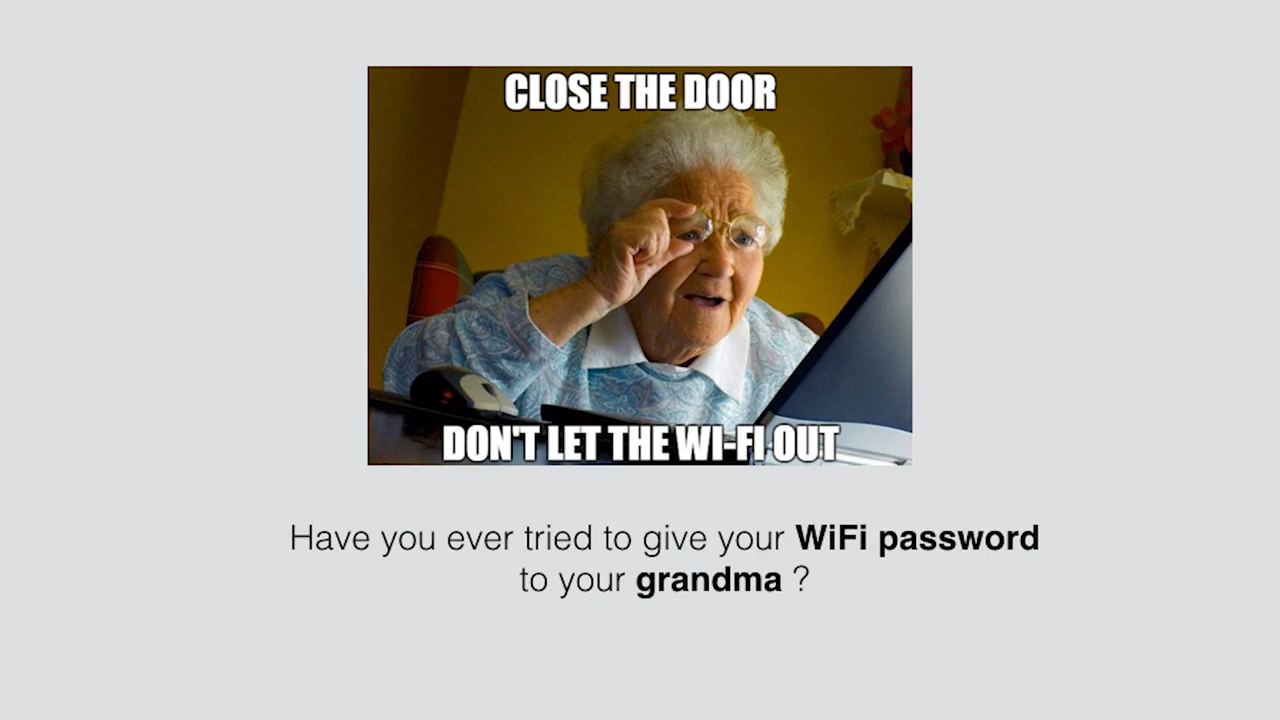 CLOSE THE DOOR
DON'T LET THE WI-FI OUT
Have you ever tried to give your WiFi password
to your grandma ?